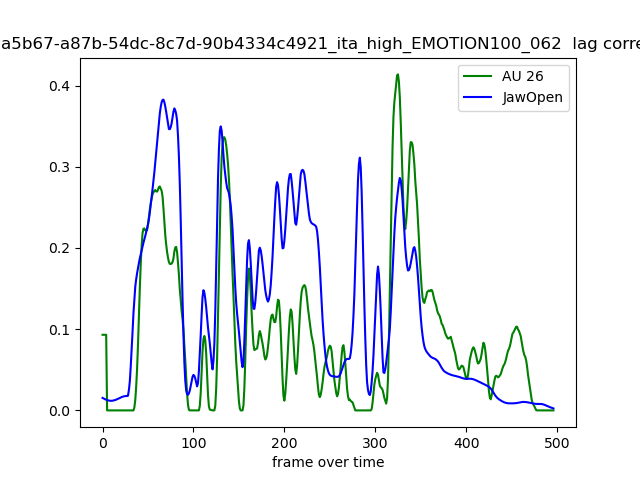 a5b67-a87b-54dc-8c7d-90b4334c4921_ita_high_EMOTION100_062 lag corre
AU 26
JawOpen
0.4
0.3
0.2
0.1
0.0
0 100 200 300 400 500
frame over time